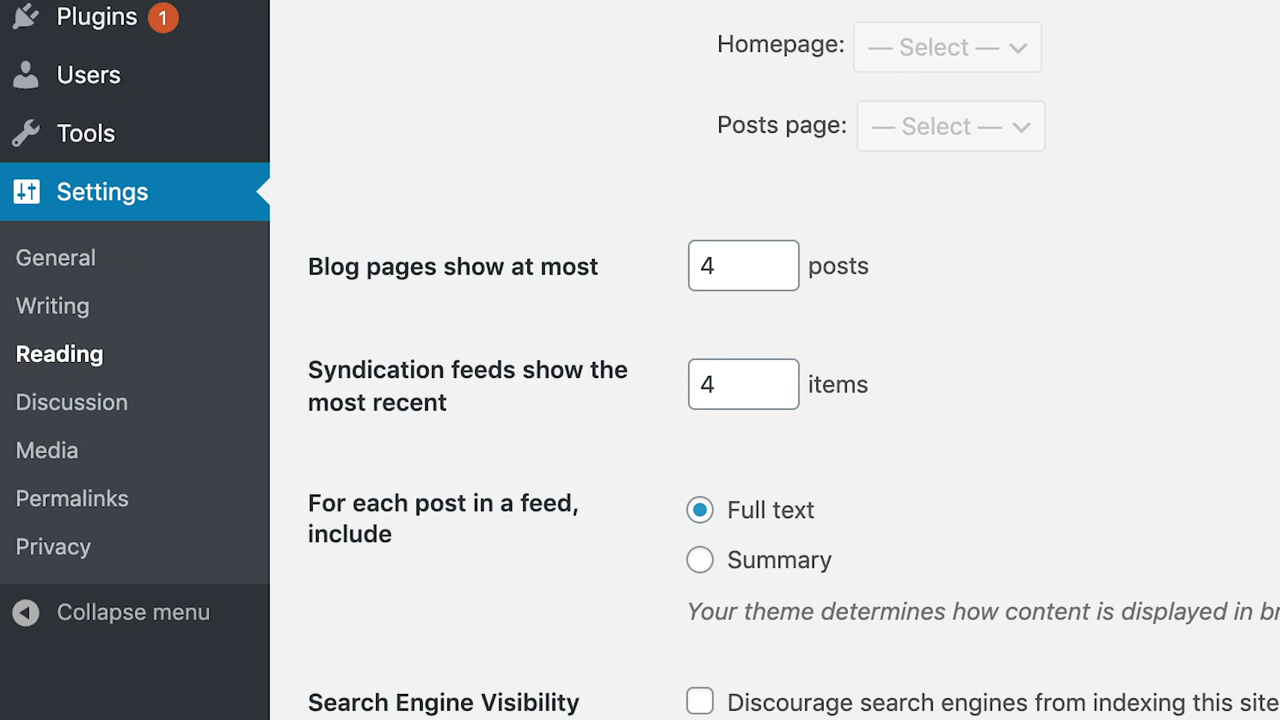 Plugins 1
Users
Tools
Settings
General
Writing
Reading
Discussion
Media
Permalinks
Privacy
Collapse menu
Homepage: — Select —
Posts page: — Select —
Blog pages show at most 4 posts
Syndication feeds show the
most recent 4 items
For each post in a feed,
include
Full text
Summary
Your theme determines how content is displayed in
Search Engine Visibility
Discourage search engines from indexing this site